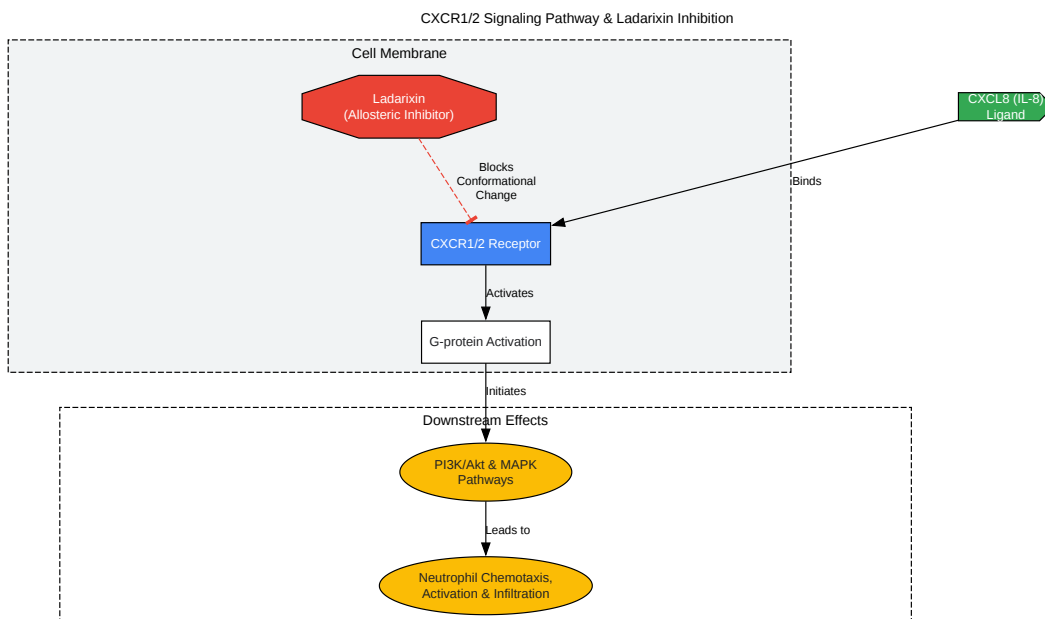 CXCR1/2 Signaling Pathway & Ladarixin Inhibition
Cell Membrane
Ladarixin
(Allosteric Inhibitor)
CXCL8 (IL-8)
Ligand
Blocks
Conformational
Change
Binds
CXCR1/2 Receptor
Activates
G-protein Activation
Initiates
Downstream Effects
PI3K/Akt & MAPK
Pathways
Leads to
Neutrophil Chemotaxis,
Activation & Infiltration